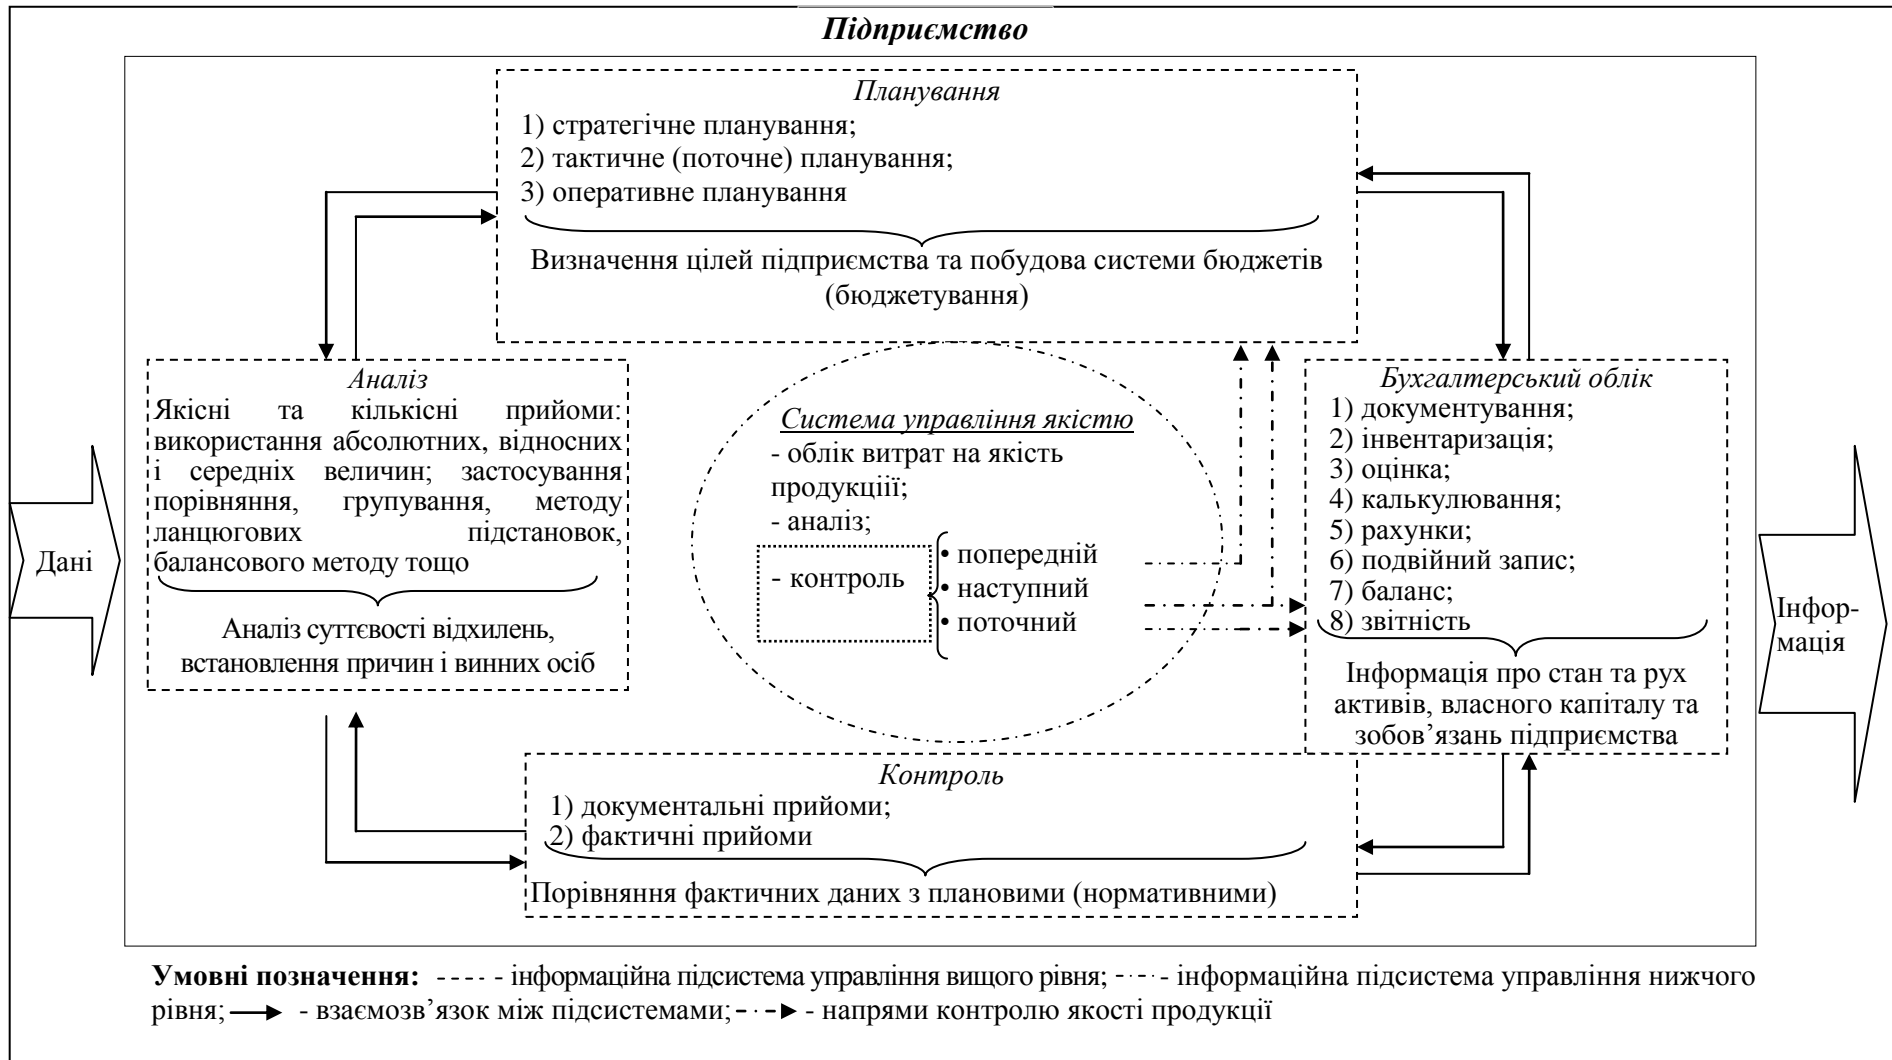 Підприємство
Планування
1) стратегічне планування;
2) тактичне (поточне) планування;
3) оперативне планування
Визначення цілей підприємства та побудова системи бюджетів
(бюджетування)
Аналіз
Якісні та кількісні прийоми:
використання абсолютних, відносних
і середніх величин; застосування
порівняння, групування, методу
ланцюгових підстановок,
балансового методу тощо
Аналіз суттєвості відхилень,
встановлення причин і винних осіб
Дані
Система управління якістю
- облік витрат на якість
продукціїї;
- аналіз;
- контроль
• попередній
• наступний
• поточний
Бухгалтерський облік
1) документування;
2) інвентаризація;
3) оцінка;
4) калькулювання;
5) рахунки;
6) подвійний запис;
7) баланс;
8) звітність
Інформація про стан та рух
активів, власного капіталу та
зобов’язань підприємства
Інфор-
мація
Контроль
1) документальні прийоми;
2) фактичні прийоми
Порівняння фактичних даних з плановими (нормативними)
Умовні позначення: ---- - інформаційна підсистема управління вищого рівня; -··- - інформаційна підсистема управління нижчого
рівня; → - взаємозв’язок між підсистемами; -··► - напрями контролю якості продукції